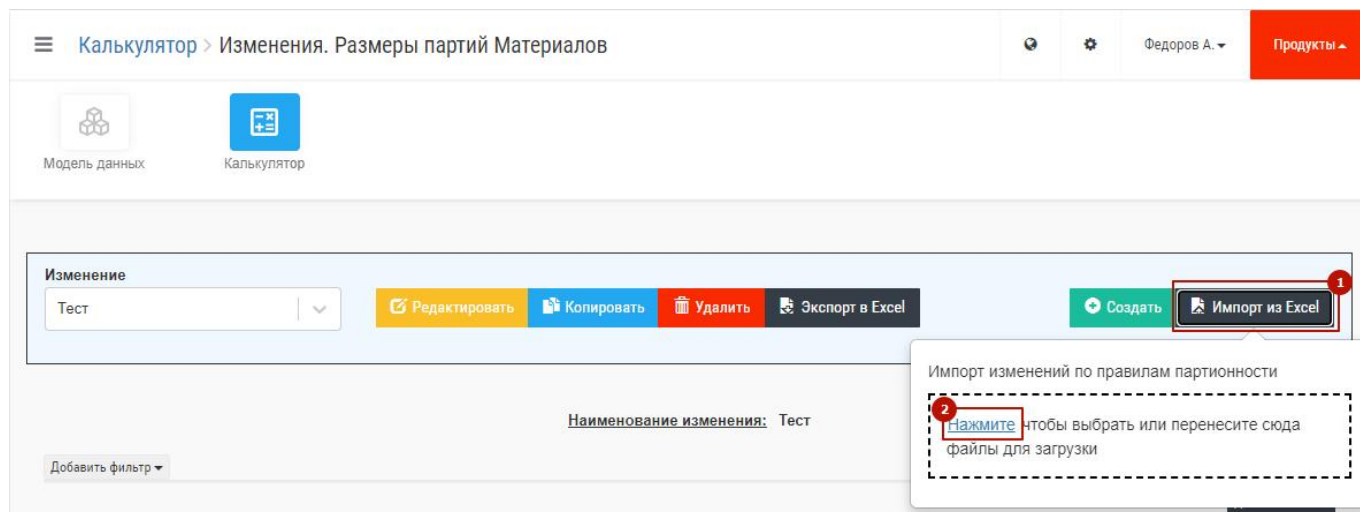 Калькулятор > Изменения. Размеры партий Материалов
Федоров А.
Продукты
Модель данных
Калькулятор
Изменение
Тест
Редактировать
Копировать
Удалить
Экспорт в Excel
Создать
Импорт из Excel
1
Импорт изменений по правилам партионности
2
Нажмите чтобы выбрать или перенесите сюда
файлы для загрузки
Наименование изменения: Тест
Добавить фильтр